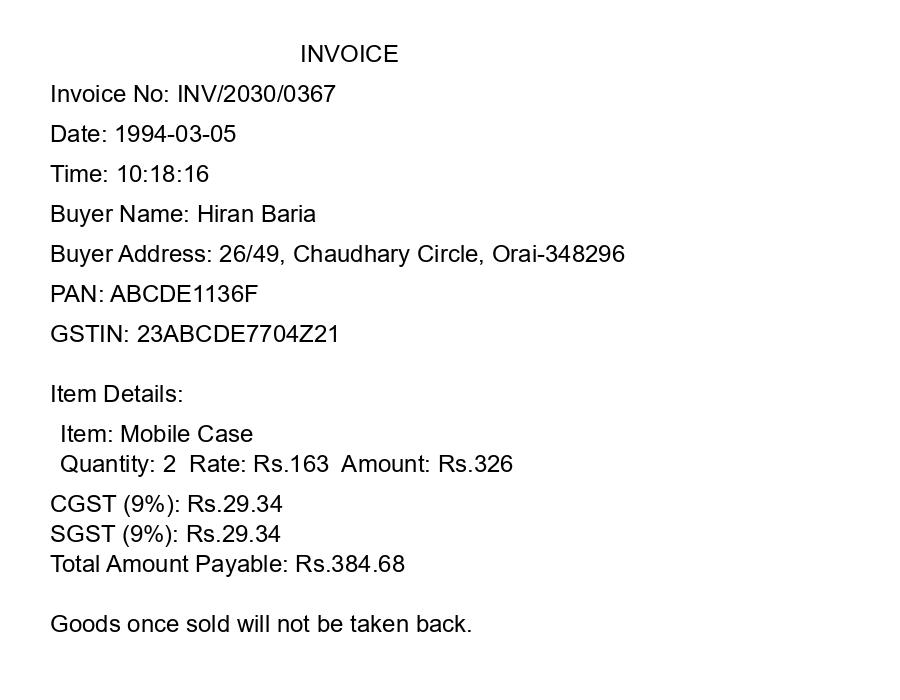 INVOICE
Invoice No: INV/2030/0367
Date: 1994-03-05
Time: 10:18:16
Buyer Name: Hiran Baria
Buyer Address: 26/49, Chaudhary Circle, Orai-348296
PAN: ABCDE1136F
GSTIN: 23ABCDE7704Z21
Item Details:
Item: Mobile Case
Quantity: 2  Rate: Rs.163  Amount: Rs.326
CGST (9%): Rs.29.34
SGST (9%): Rs.29.34
Total Amount Payable: Rs.384.68
Goods once sold will not be taken back.